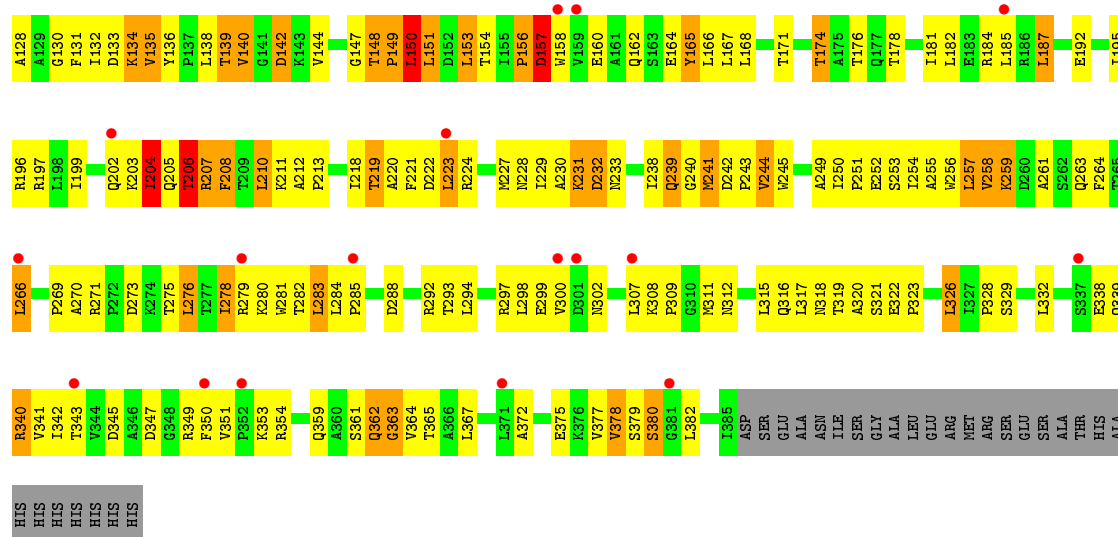 A128 A129 G130 F131 I132 D133 K134 V135 Y136 P137 L138 T139 V140 G141 D142 K143 V144 G147 T148 P149 L150 L151 D152 L153 T154 I155 P156 D157 W158 V159 E160 A161 Q162 S163 E164 Y165 L166 L167 L168 T171 T174 A175 T176 Q177 T178 I181 L182 E183 R184 L185 R186 L187 E192 I195
R196 R197 L198 I199 Q202 K203 I204 Q205 T206 R207 F208 T209 L210 K211 A212 P213 I218 T219 A220 F221 D222 L223 R224 M227 N228 I229 A230 K231 D232 N233 I238 Q239 G240 M241 D242 P243 V244 W245 A249 I250 P251 E252 S253 I254 A255 W256 L257 V258 K259 D260 A261 S262 Q263 F264 T265
L266 P269 A270 R271 P272 D273 K274 T275 L276 T277 I278 R279 K280 W281 T282 L283 L284 P285 D288 R292 T293 L294 R297 L298 E299 V300 D301 N302 L307 K308 P309 G310 M311 N312 L315 Q316 L317 N318 T319 A320 S321 E322 P323 L326 I327 P328 S329 L332 S337 E338 Q339
R340 V341 I342 T343 V344 D345 A346 D347 G348 R349 F350 V351 P352 K353 R354 Q359 A360 S361 Q362 G363 V364 T365 A366 L367 L371 A372 E375 K376 V377 V378 S379 S380 G381 L382 I385 ASP SER GLU ALA ASN ILE SER GLY ALA LEU GLU ARG MET ARG SER GLU SER ALA THR HIS ALA
HIS HIS HIS HIS HIS HIS